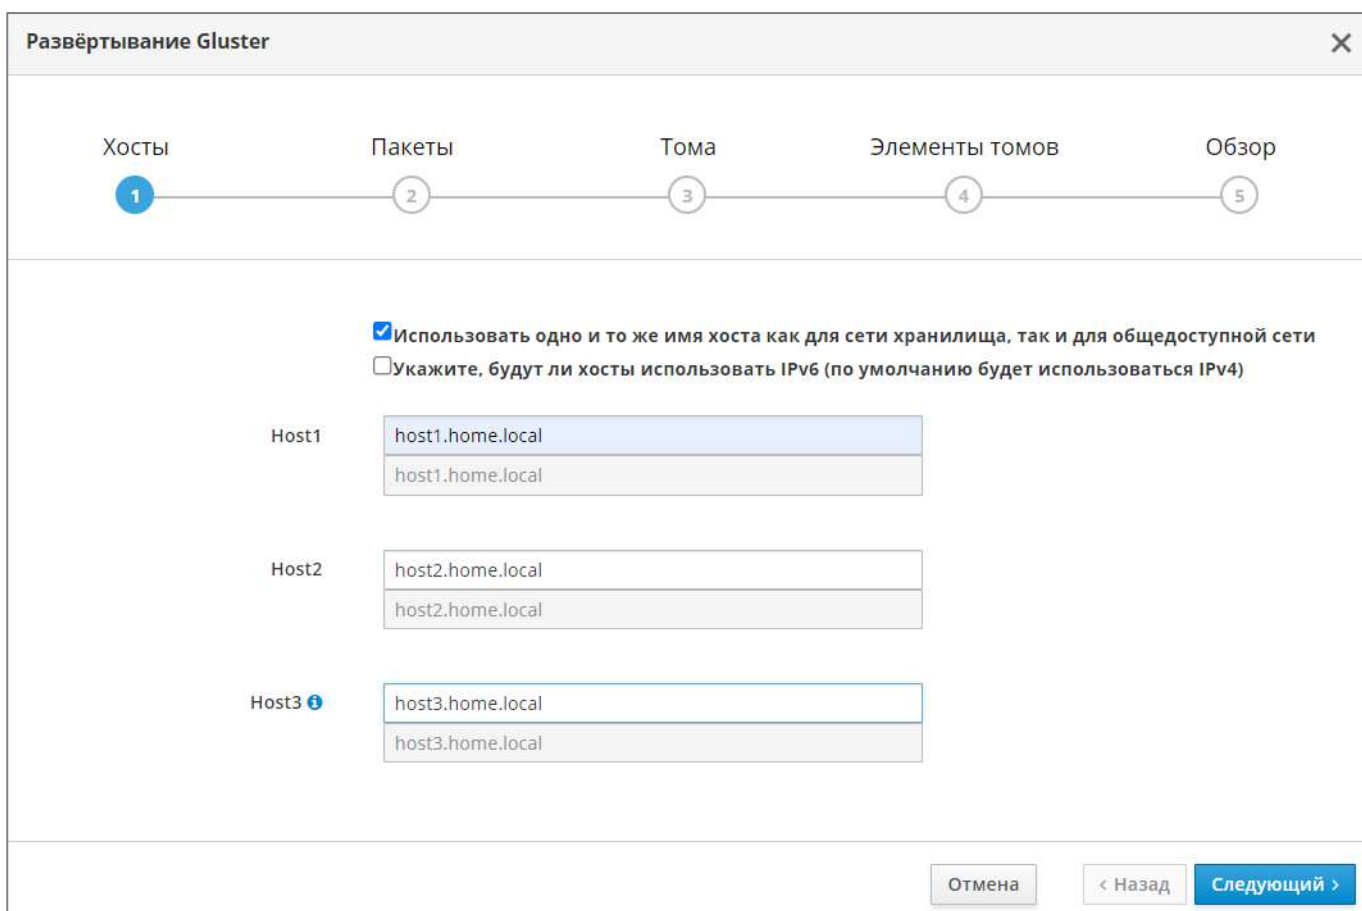 Развёртывание Gluster
Хосты Пакеты Тома Элементы томов Обзор
1 2 3 4 5
Использовать одно и то же имя хоста как для сети хранилища, так и для общедоступной сети
Укажите, будут ли хосты использовать IPv6 (по умолчанию будет использоваться IPv4)
Host1 host1.home.local
host1.home.local
Host2 host2.home.local
host2.home.local
Host3 host3.home.local
host3.home.local
Отмена < Назад Следующий >